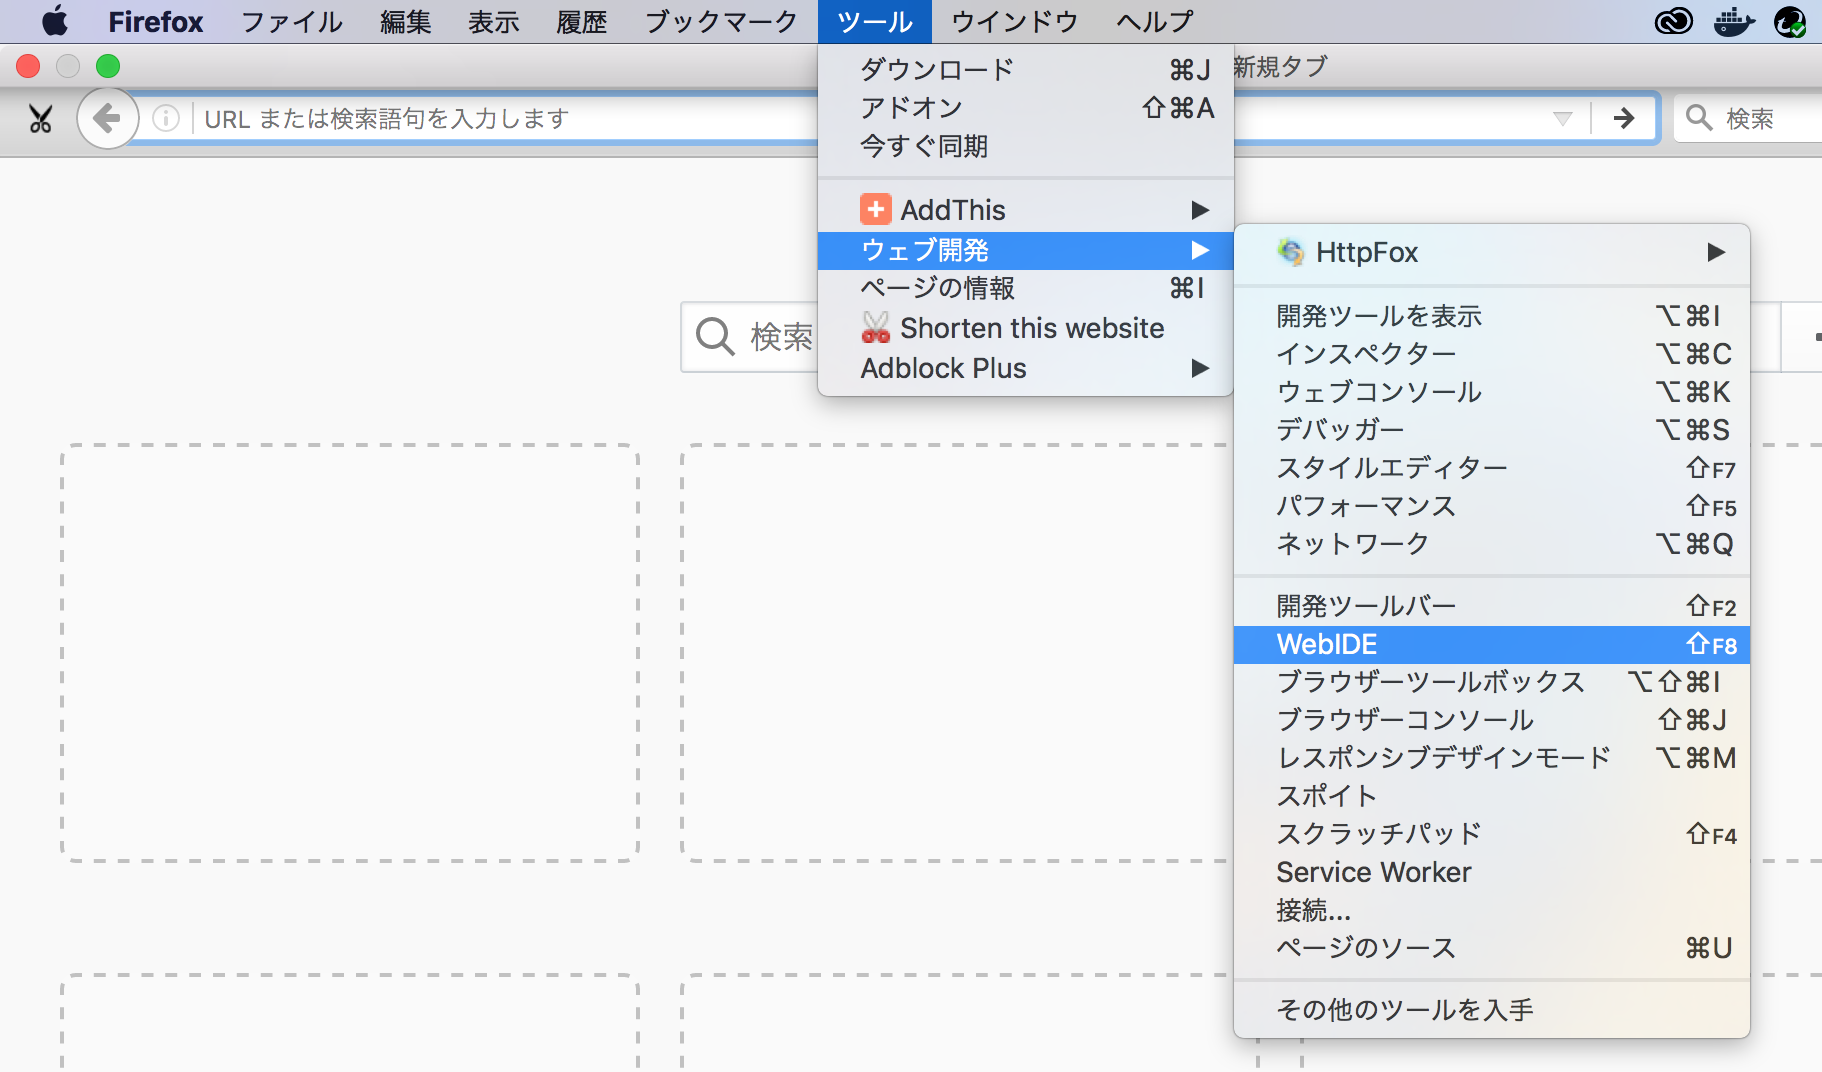 Firefox ファイル 編集 表示 履歴 ブックマーク ツール ウインドウ ヘルプ
新規タブ
URL または検索語句を入力します
検索
検索
ダウンロード ⌘J
アドオン ⇧⌘A
今すぐ同期
AddThis ▶
ウェブ開発 ▶
ページの情報 ⌘I
Shorten this website
Adblock Plus ▶
HttpFox ▶
開発ツールを表示 ⌥⌘I
インスペクター ⌥⌘C
ウェブコンソール ⌥⌘K
デバッガー ⌥⌘S
スタイルエディター ⇧F7
パフォーマンス ⇧F5
ネットワーク ⌥⌘Q
開発ツールバー ⇧F2
WebIDE ⇧F8
ブラウザーツールボックス ⌥⇧⌘I
ブラウザーコンソール ⇧⌘J
レスポンシブデザインモード ⌥⌘M
スポイト
スクラッチパッド ⇧F4
Service Worker
接続...
ページのソース ⌘U
その他のツールを入手